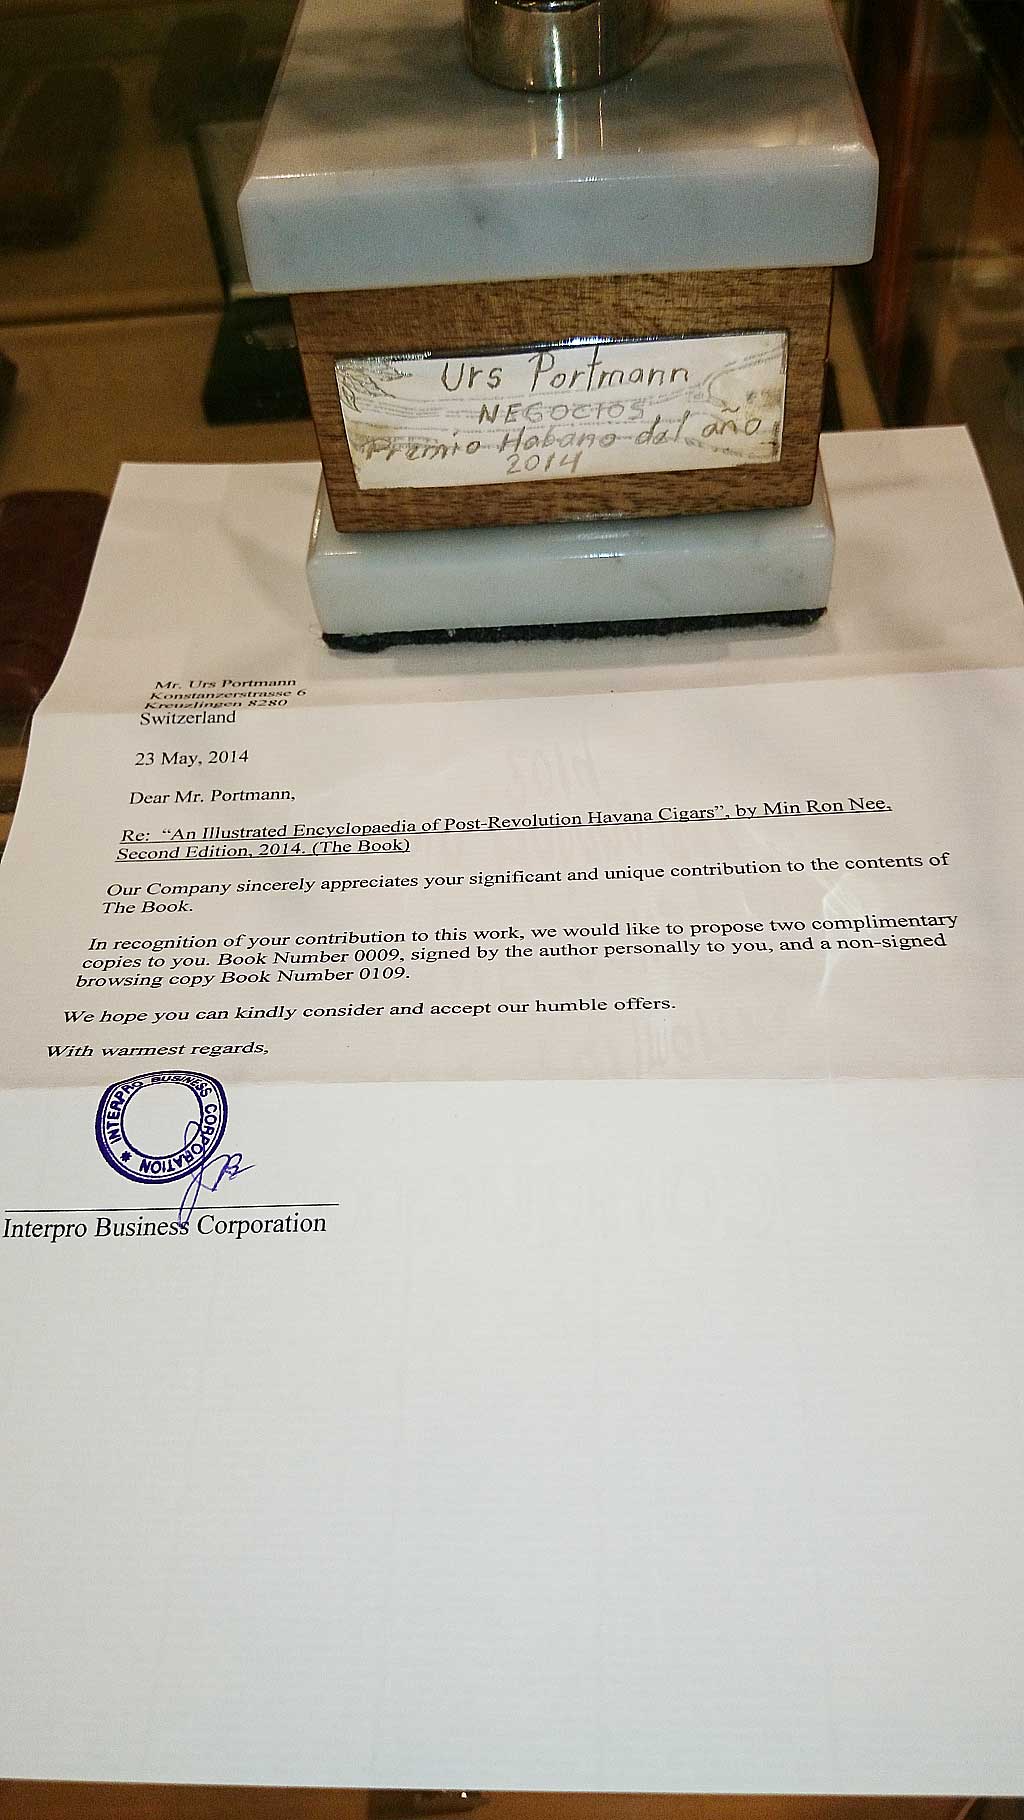 Urs Portmann
NEGOCIOS
Premio Habano del año
2014
Mr. Urs Portmann
Konstanzerstrasse 6
Kreuzlingen 8280
Switzerland
23 May, 2014
Dear Mr. Portmann,
Re: “An Illustrated Encyclopaedia of Post-Revolution Havana Cigars”, by Min Ron Nee,
Second Edition, 2014. (The Book)
Our Company sincerely appreciates your significant and unique contribution to the contents of
The Book.
In recognition of your contribution to this work, we would like to propose two complimentary
copies to you. Book Number 0009, signed by the author personally to you, and a non-signed
browsing copy Book Number 0109.
We hope you can kindly consider and accept our humble offers.
With warmest regards,
INTERPRO BUSINESS CORPORATION *
Interpro Business Corporation